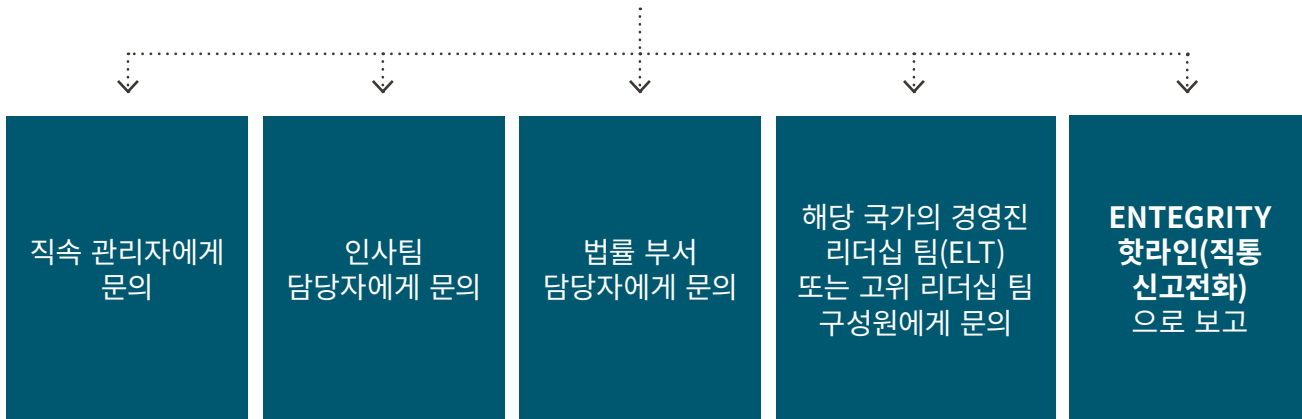 직속 관리자에게
문의
인사팀
담당자에게 문의
법률 부서
담당자에게 문의
해당 국가의 경영진
리더십 팀(ELT)
또는 고위 리더십 팀
구성원에게 문의
ENTEGRITY
핫라인(직통
신고전화)
으로 보고